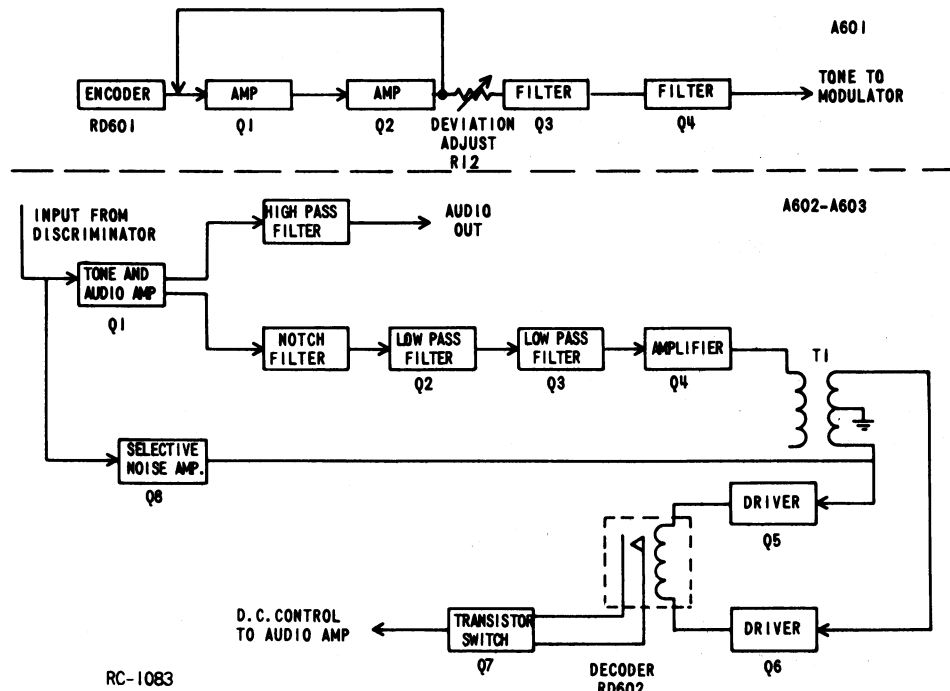 A601
ENCODER
RD601
AMP
Q1
AMP
Q2
DEVIATION
ADJUST
R12
FILTER
Q3
FILTER
Q4
TONE TO
MODULATOR
A602-A603
INPUT FROM
DISCRIMINATOR
TONE AND
AUDIO AMP
Q1
HIGH PASS
FILTER
AUDIO
OUT
NOTCH
FILTER
LOW PASS
FILTER
Q2
LOW PASS
FILTER
Q3
AMPLIFIER
Q4
T1
SELECTIVE
NOISE AMP.
Q8
DRIVER
Q5
D.C. CONTROL
TO AUDIO AMP
TRANSISTOR
SWITCH
Q7
DRIVER
Q6
DECODER
RD602
RC-1083